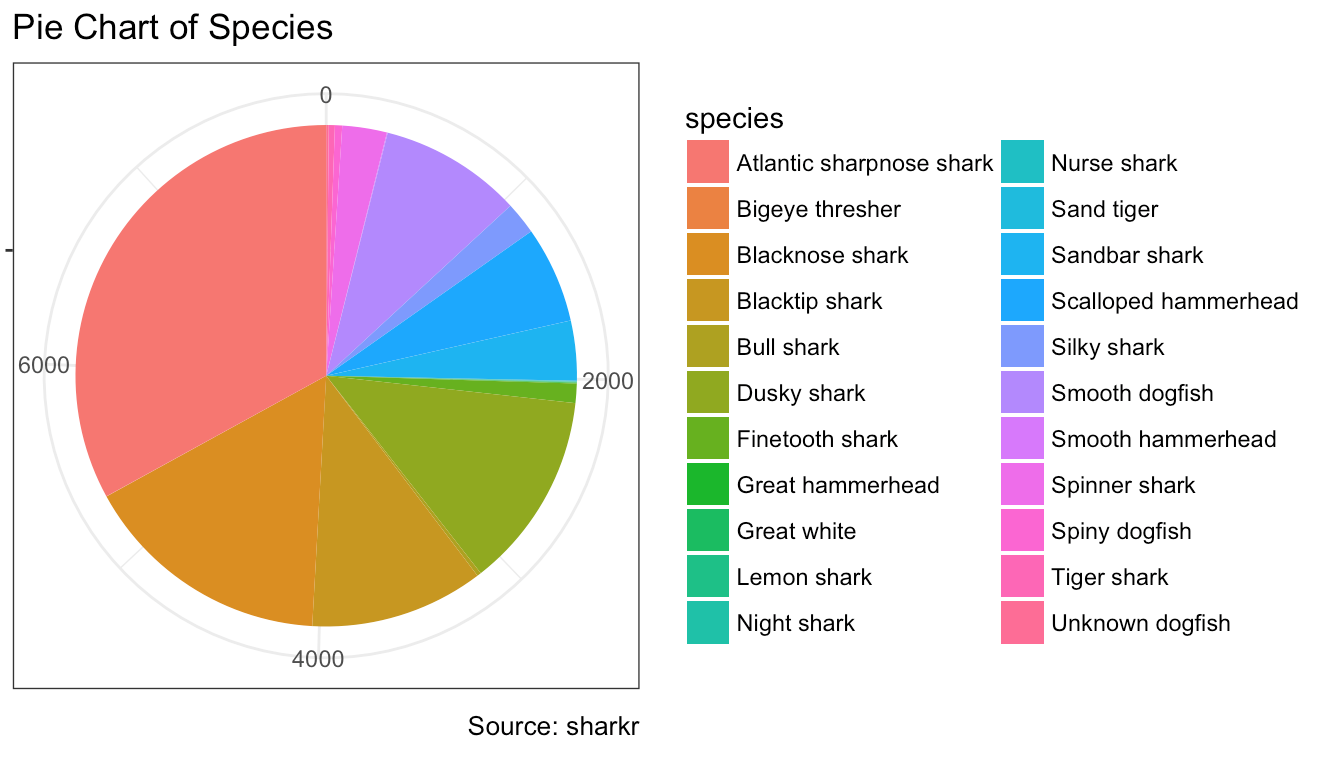 Pie Chart of Species
0
2000
4000
6000
species
Atlantic sharpnose shark
Bigeye thresher
Blacknose shark
Blacktip shark
Bull shark
Dusky shark
Finetooth shark
Great hammerhead
Great white
Lemon shark
Night shark
Nurse shark
Sand tiger
Sandbar shark
Scalloped hammerhead
Silky shark
Smooth dogfish
Smooth hammerhead
Spinner shark
Spiny dogfish
Tiger shark
Unknown dogfish
Source: sharkr